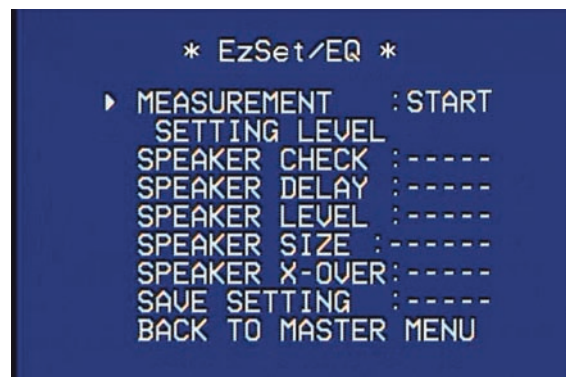 * EzSet/EQ *
MEASUREMENT :START
SETTING LEVEL
SPEAKER CHECK :-----
SPEAKER DELAY :-----
SPEAKER LEVEL :-----
SPEAKER SIZE :------
SPEAKER X-OVER:-----
SAVE SETTING :-----
BACK TO MASTER MENU